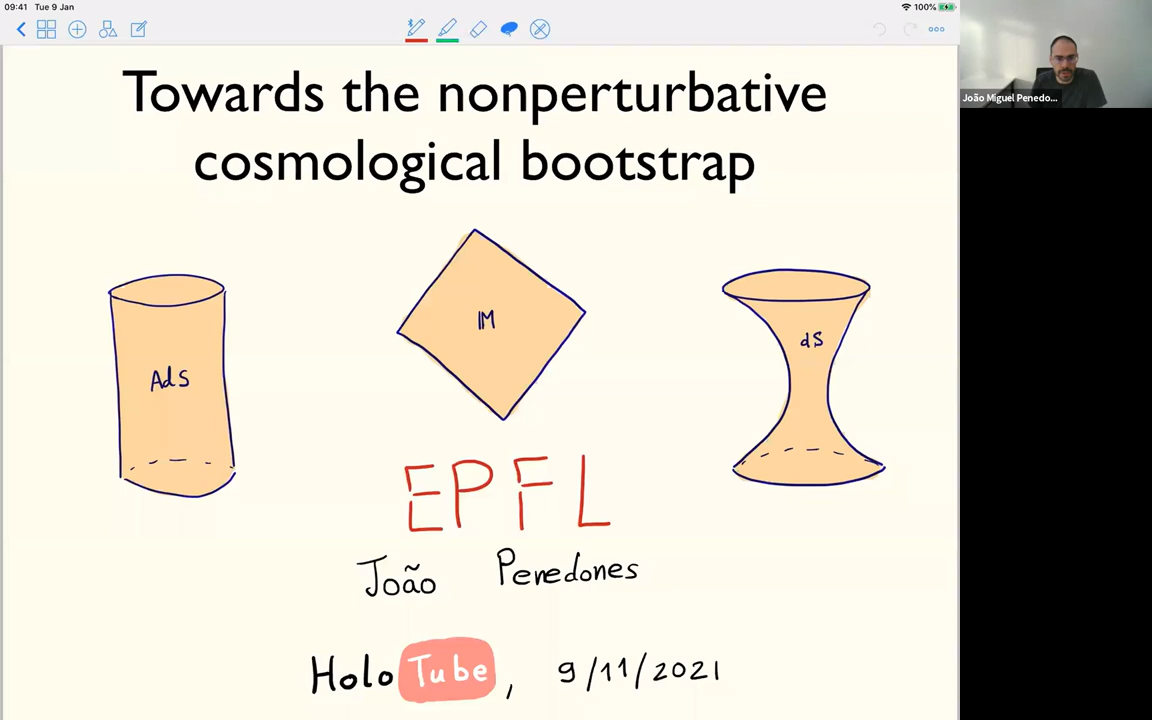 09:41 Tue 9 Jan
100%
João Miguel Penedo...
Towards the nonperturbative
cosmological bootstrap
AdS
IM
dS
EPFL
João Penedones
HoloTube, 9/11/2021